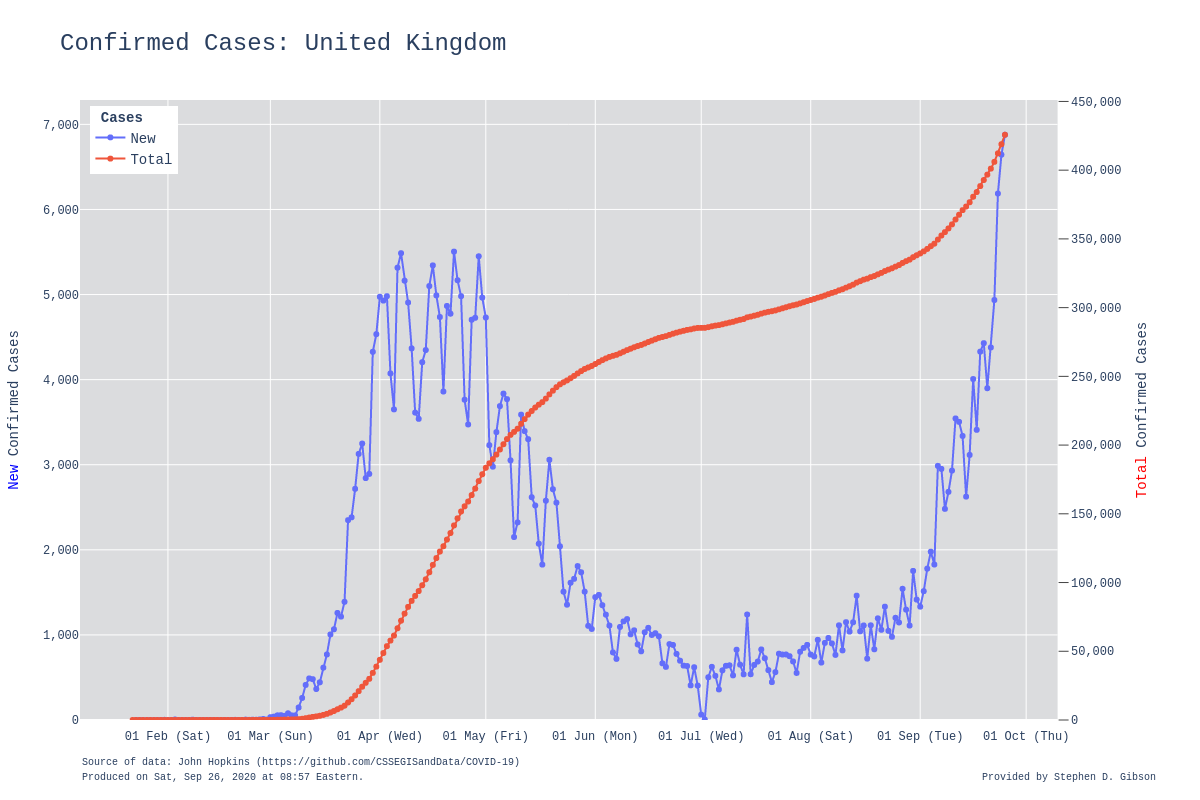 Confirmed Cases: United Kingdom
Cases
New
Total
7,000
6,000
5,000
4,000
3,000
2,000
1,000
0
New Confirmed Cases
450,000
400,000
350,000
300,000
250,000
200,000
150,000
100,000
50,000
0
Total Confirmed Cases
01 Feb (Sat) 01 Mar (Sun) 01 Apr (Wed) 01 May (Fri) 01 Jun (Mon) 01 Jul (Wed) 01 Aug (Sat) 01 Sep (Tue) 01 Oct (Thu)
Source of data: John Hopkins (https://github.com/CSSEGISandData/COVID-19)
Produced on Sat, Sep 26, 2020 at 08:57 Eastern.
Provided by Stephen D. Gibson